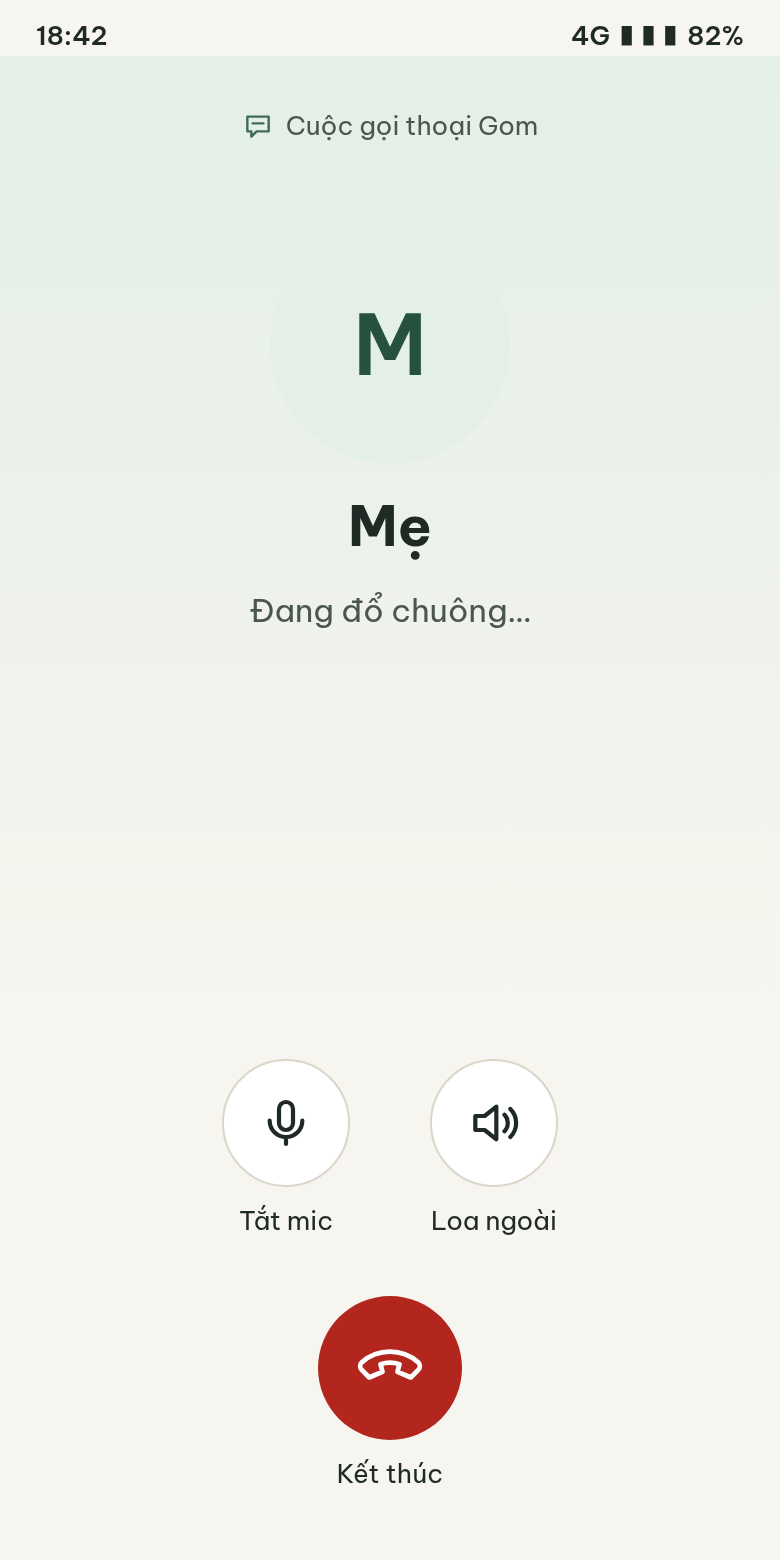 18:42
4G 82%
Cuộc gọi thoại Gom
M
Mẹ
Đang đổ chuông...
Tắt mic
Loa ngoài
Kết thúc